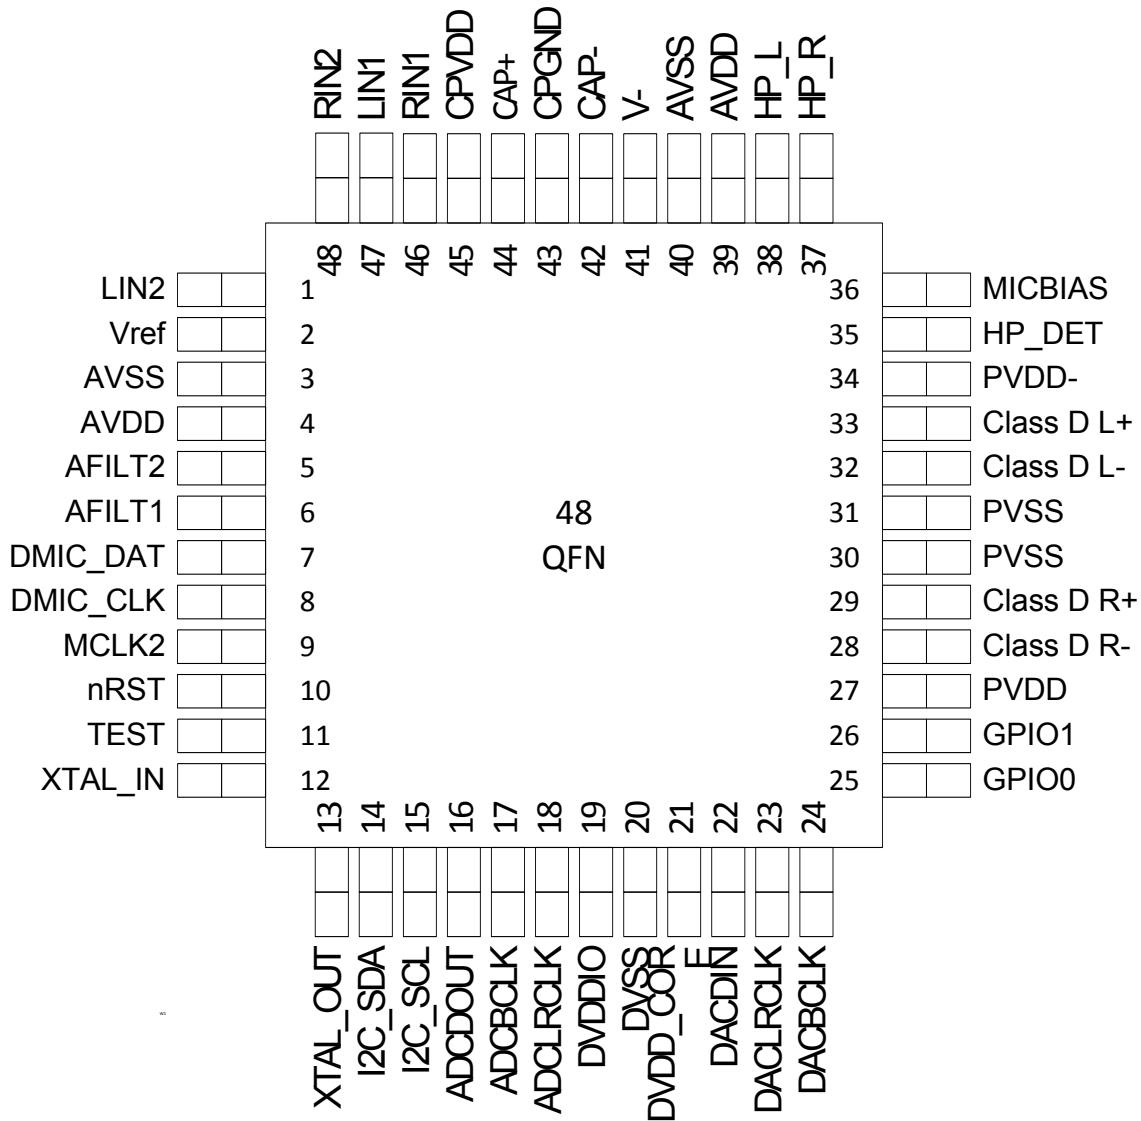 RIN2
LIN1
RIN1
CPVDD
CAP+
CPGND
CAP-
V-
AVSS
AVDD
HP_L
HP_R
48
47
46
45
44
43
42
41
40
39
38
37
LIN2 1
Vref 2
AVSS 3
AVDD 4
AFILT2 5
AFILT1 6
DMIC_DAT 7
DMIC_CLK 8
MCLK2 9
nRST 10
TEST 11
XTAL_IN 12
48
QFN
36 MICBIAS
35 HP_DET
34 PVDD-
33 Class D L+
32 Class D L-
31 PVSS
30 PVSS
29 Class D R+
28 Class D R-
27 PVDD
26 GPIO1
25 GPIO0
13
14
15
16
17
18
19
20
21
22
23
24
XTAL_OUT
I2C_SDA
I2C_SCL
ADCDOUT
ADCBCLK
ADCLRCLK
DVDDIO
DVSS
DVDD_COR
E
DACDIN
DACLRCLK
DACBCLK